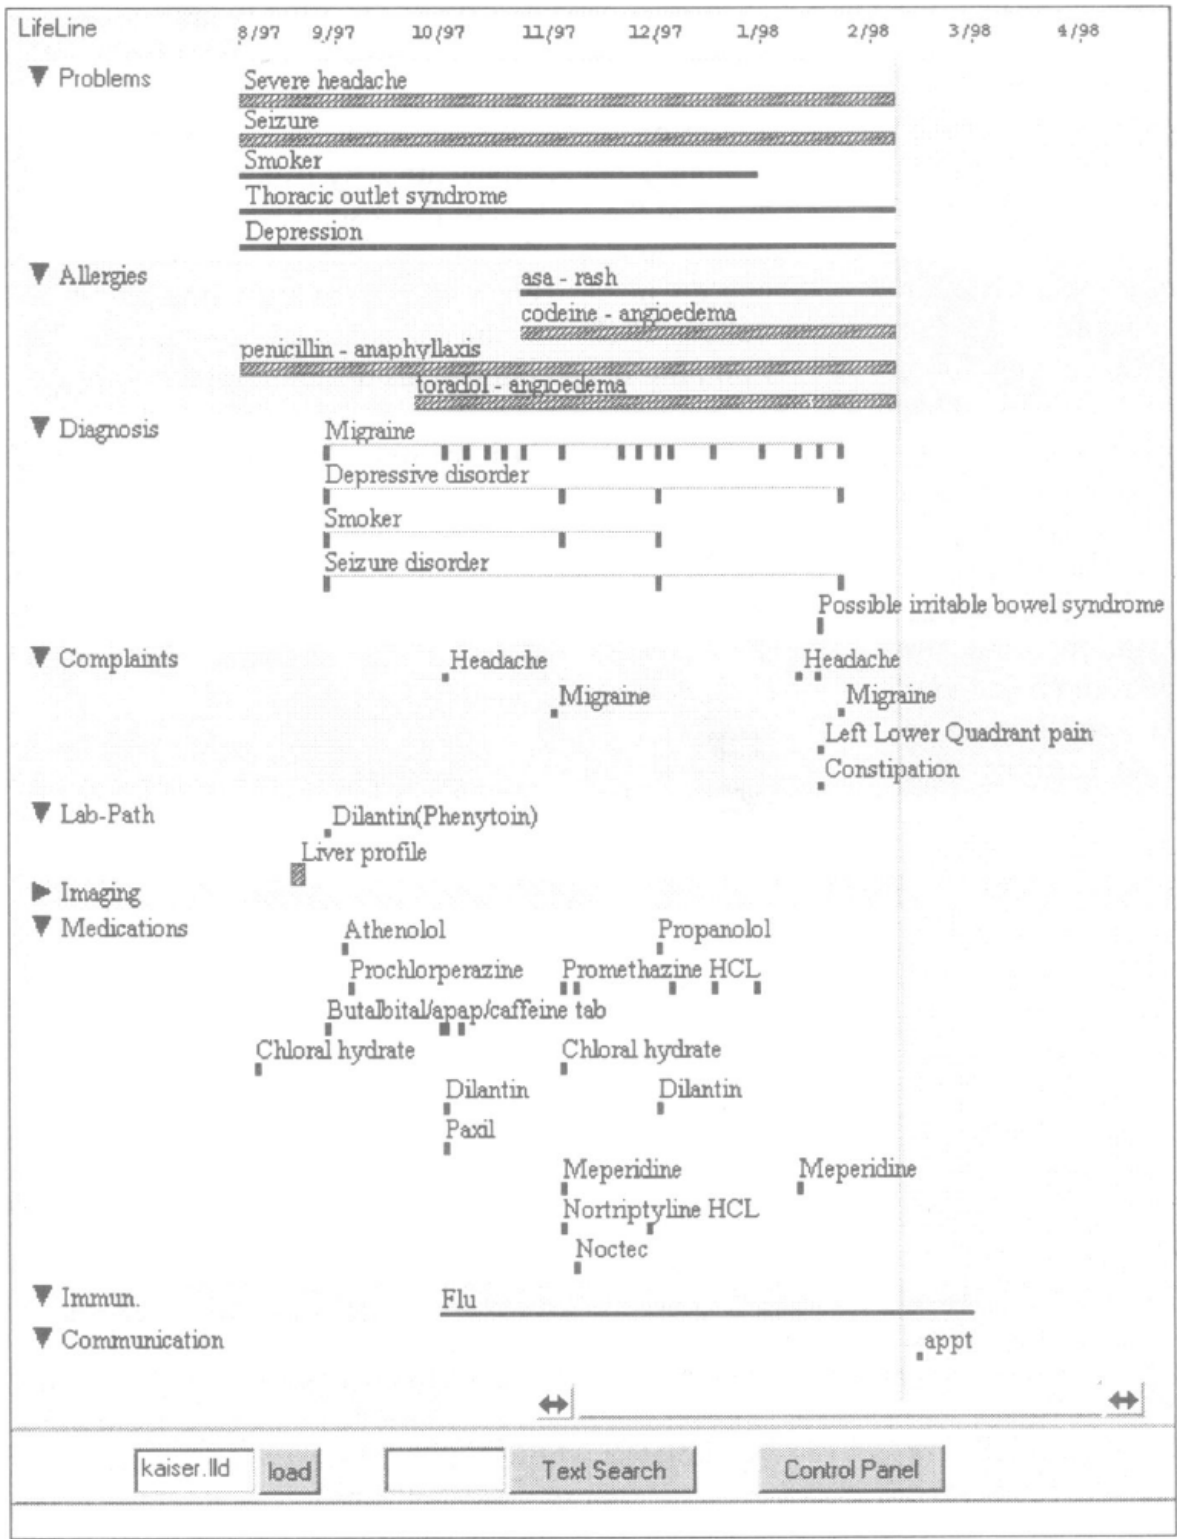 LifeLine 8/97 9/97 10/97 11/97 12/97 1/98 2/98 3/98 4/98
Problems
Severe headache
Seizure
Smoker
Thoracic outlet syndrome
Depression
Allergies
asa - rash
codeine - angioedema
penicillin - anaphyllaxis
toradol - angioedema
Diagnosis
Migraine
Depressive disorder
Smoker
Seizure disorder
Possible irritable bowel syndrome
Complaints
Headache Headache
Migraine Migraine
Left Lower Quadrant pain
Constipation
Lab-Path
Dilantin(Phenytoin)
Liver profile
Imaging
Medications
Athenolol Propanolol
Prochlorperazine Promethazine HCL
Butalbital/apap/caffeine tab
Chloral hydrate Chloral hydrate
Dilantin Dilantin
Paxil
Meperidine Meperidine
Nortriptyline HCL
Noctec
Immun.
Flu
Communication
appt
kaiser.lld load Text Search Control Panel